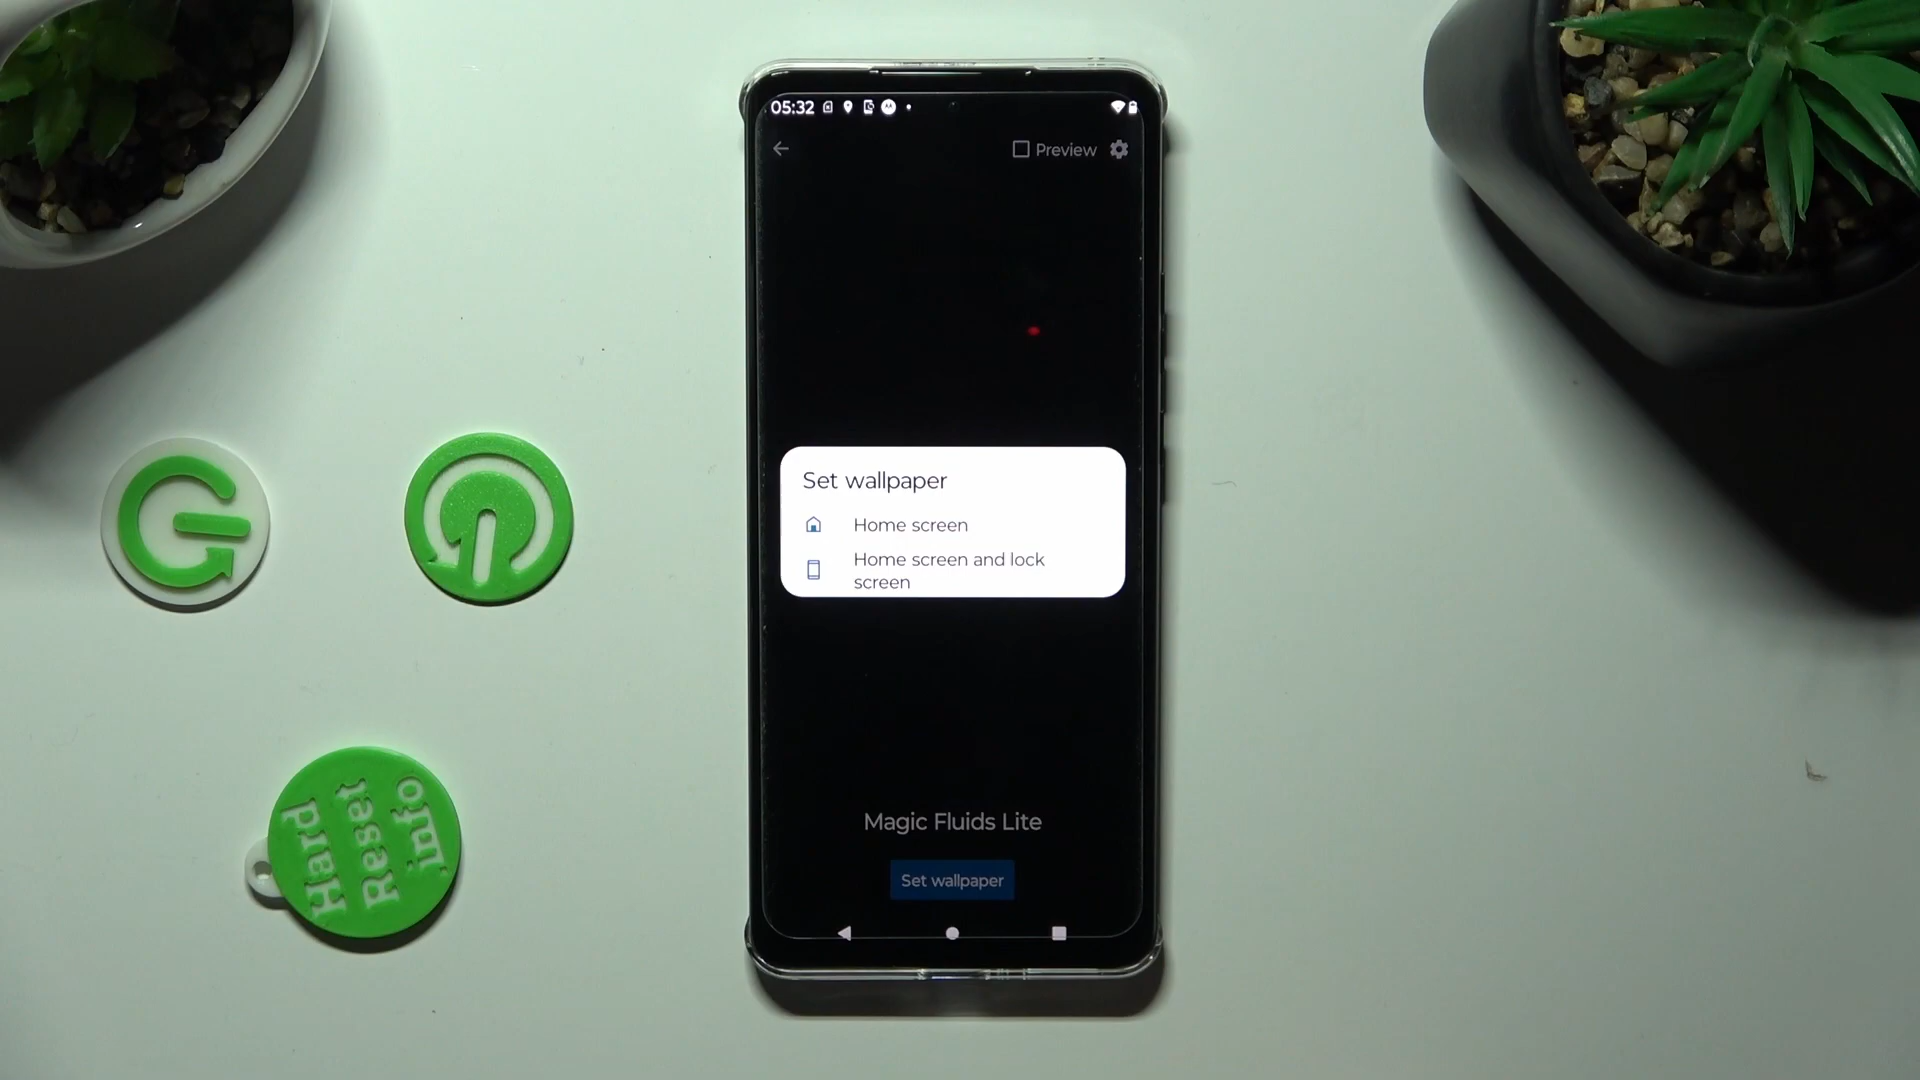 05:32
Preview
Set wallpaper
Home screen
Home screen and lock
screen
Magic Fluids Lite
Set wallpaper
Hard
Reset
.info